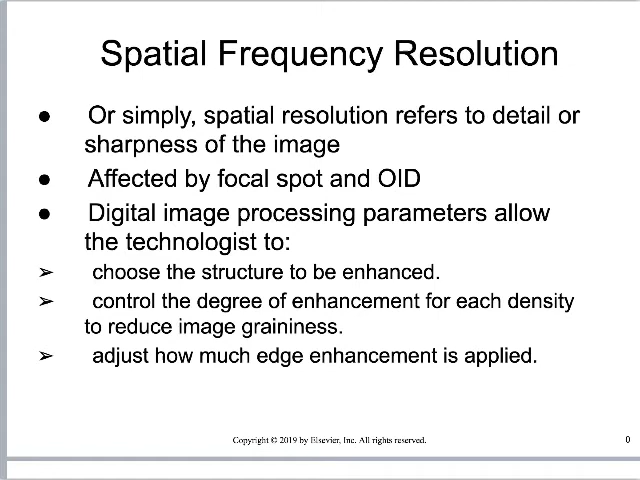 Spatial Frequency Resolution
● Or simply, spatial resolution refers to detail or
sharpness of the image
● Affected by focal spot and OID
● Digital image processing parameters allow
the technologist to:
➢ choose the structure to be enhanced.
➢ control the degree of enhancement for each density
to reduce image graininess.
➢ adjust how much edge enhancement is applied.
Copyright © 2019 by Elsevier, Inc. All rights reserved.
0